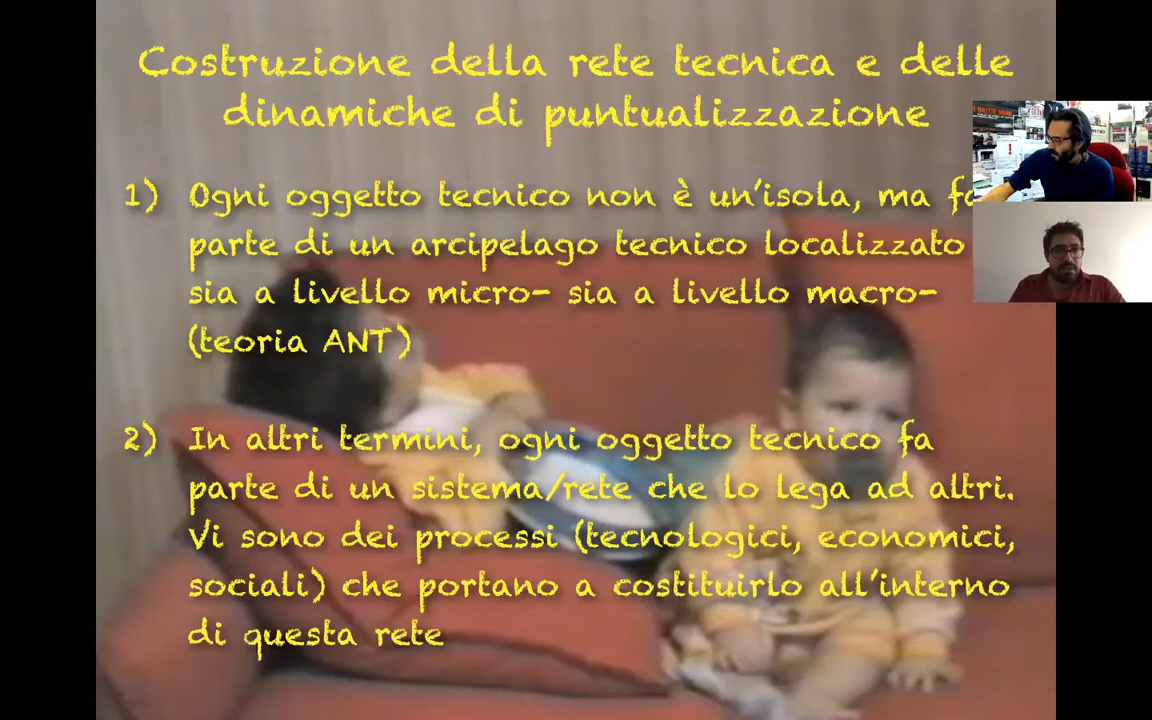 Costruzione della rete tecnica e delle
dinamiche di puntualizzazione
1) Ogni oggetto tecnico non è un'isola, ma
parte di un arcipelago tecnico localizzato
sia a livello micro- sia a livello macro-
(teoria ANT)
2) In altri termini, ogni oggetto tecnico fa
parte di un sistema/rete che lo lega ad altri.
Vi sono dei processi (tecnologici, economici,
sociali) che portano a costituirlo all'interno
di questa rete